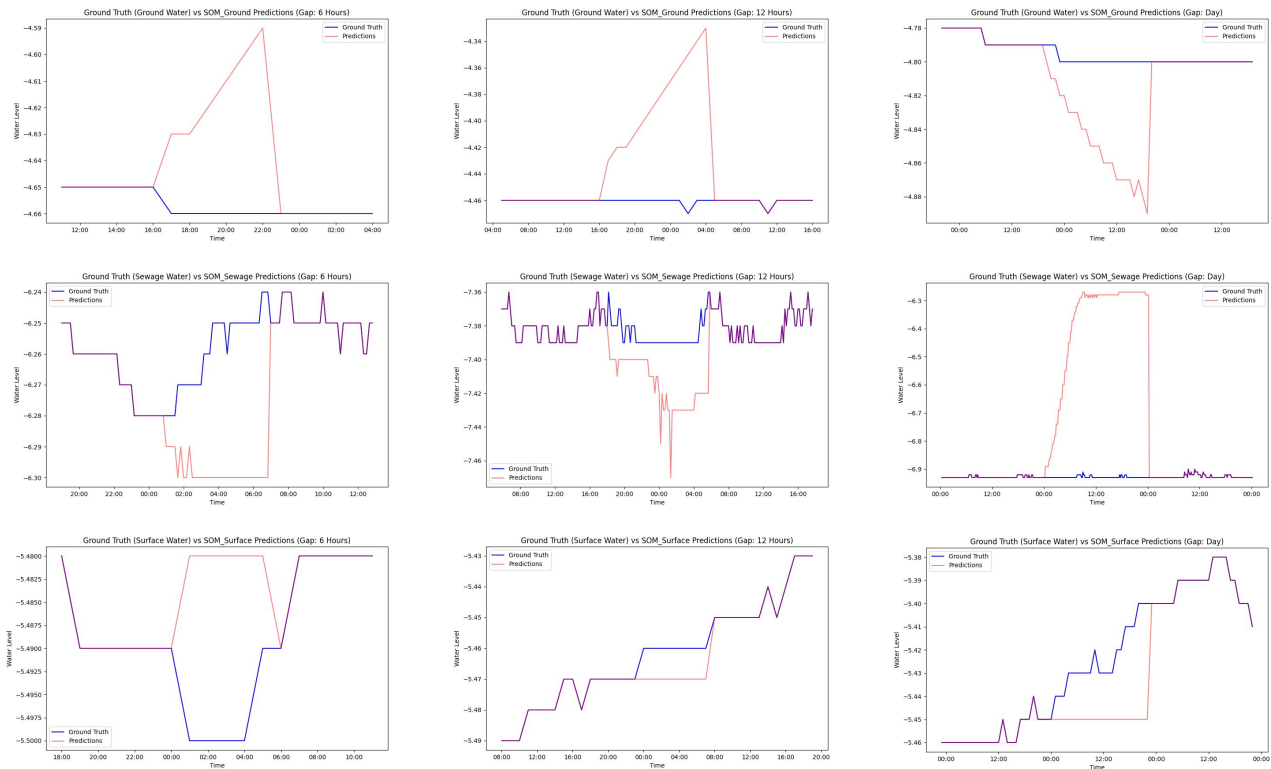 Ground Truth (Ground Water) vs SOM_Ground Predictions (Gap: 6 Hours)
Ground Truth
Predictions
Water Level
−4.59
−4.60
−4.61
−4.62
−4.63
−4.64
−4.65
−4.66
12:00 14:00 16:00 18:00 20:00 22:00 00:00 02:00 04:00
Time
Ground Truth (Ground Water) vs SOM_Ground Predictions (Gap: 12 Hours)
Ground Truth
Predictions
Water Level
−4.34
−4.36
−4.38
−4.40
−4.42
−4.44
−4.46
08:00 12:00 16:00 20:00 00:00 04:00 08:00 12:00 16:00
Time
Ground Truth (Ground Water) vs SOM_Ground Predictions (Gap: Day)
Ground Truth
Predictions
Water Level
−4.78
−4.80
−4.82
−4.84
−4.86
−4.88
00:00 12:00 00:00 12:00 00:00 12:00
Time
Ground Truth (Sewage Water) vs SOM_Sewage Predictions (Gap: 6 Hours)
Ground Truth
Predictions
Water Level
−6.24
−6.25
−6.26
−6.27
−6.28
−6.29
−6.30
20:00 22:00 00:00 02:00 04:00 06:00 08:00 10:00 12:00
Time
Ground Truth (Sewage Water) vs SOM_Sewage Predictions (Gap: 12 Hours)
Ground Truth
Predictions
Water Level
−7.36
−7.38
−7.40
−7.42
−7.44
−7.46
08:00 12:00 16:00 20:00 00:00 04:00 08:00 12:00 16:00
Time
Ground Truth (Sewage Water) vs SOM_Sewage Predictions (Gap: Day)
Ground Truth
Predictions
Water Level
−6.3
−6.4
−6.5
−6.6
−6.7
−6.8
−6.9
00:00 12:00 00:00 12:00 00:00 12:00 00:00
Time
Ground Truth (Surface Water) vs SOM_Surface Predictions (Gap: 6 Hours)
Ground Truth
Predictions
Water Level
−5.4800
−5.4825
−5.4850
−5.4875
−5.4900
−5.4925
−5.4950
−5.4975
−5.5000
18:00 20:00 22:00 00:00 02:00 04:00 06:00 08:00 10:00
Time
Ground Truth (Surface Water) vs SOM_Surface Predictions (Gap: 12 Hours)
Ground Truth
Predictions
Water Level
−5.43
−5.44
−5.45
−5.46
−5.47
−5.48
−5.49
08:00 12:00 16:00 20:00 00:00 04:00 08:00 12:00 16:00 20:00
Time
Ground Truth (Surface Water) vs SOM_Surface Predictions (Gap: Day)
Ground Truth
Predictions
Water Level
−5.38
−5.39
−5.40
−5.41
−5.42
−5.43
−5.44
−5.45
−5.46
00:00 12:00 00:00 12:00 00:00 12:00 00:00
Time